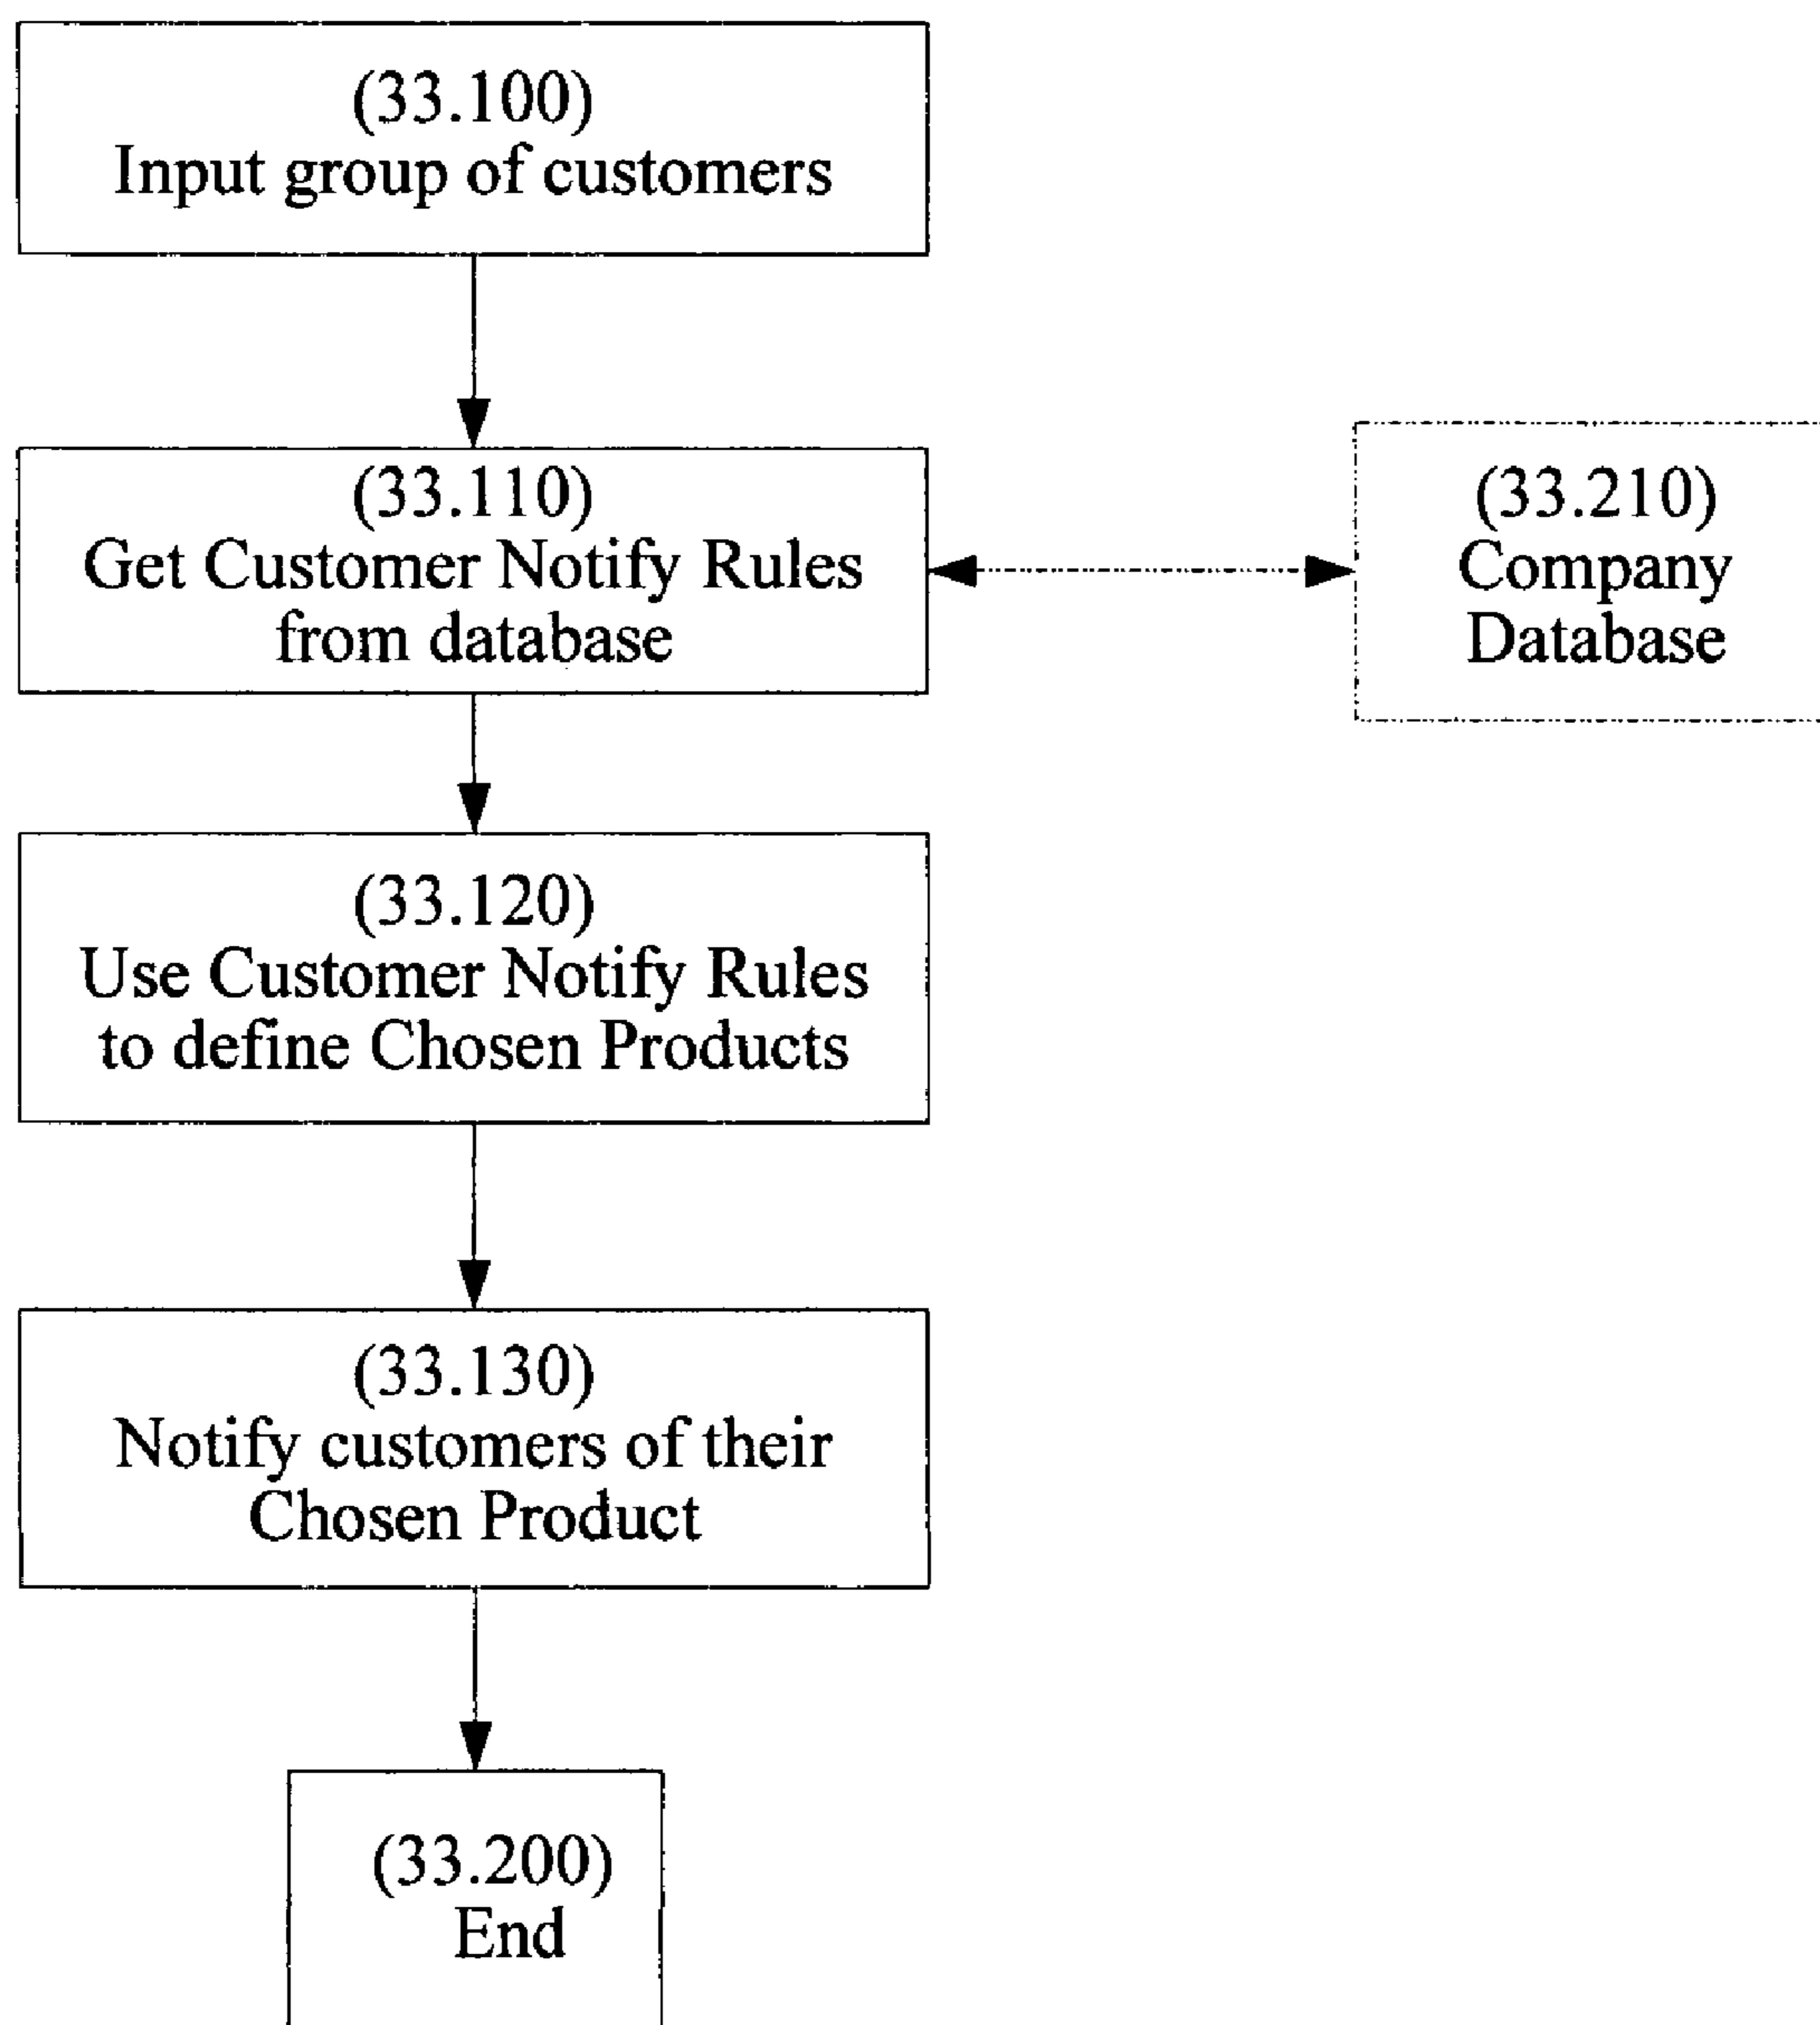 (33.100)
Input group of customers
(33.110)
Get Customer Notify Rules
from database
(33.210)
Company
Database
(33.120)
Use Customer Notify Rules
to define Chosen Products
(33.130)
Notify customers of their
Chosen Product
(33.200)
End